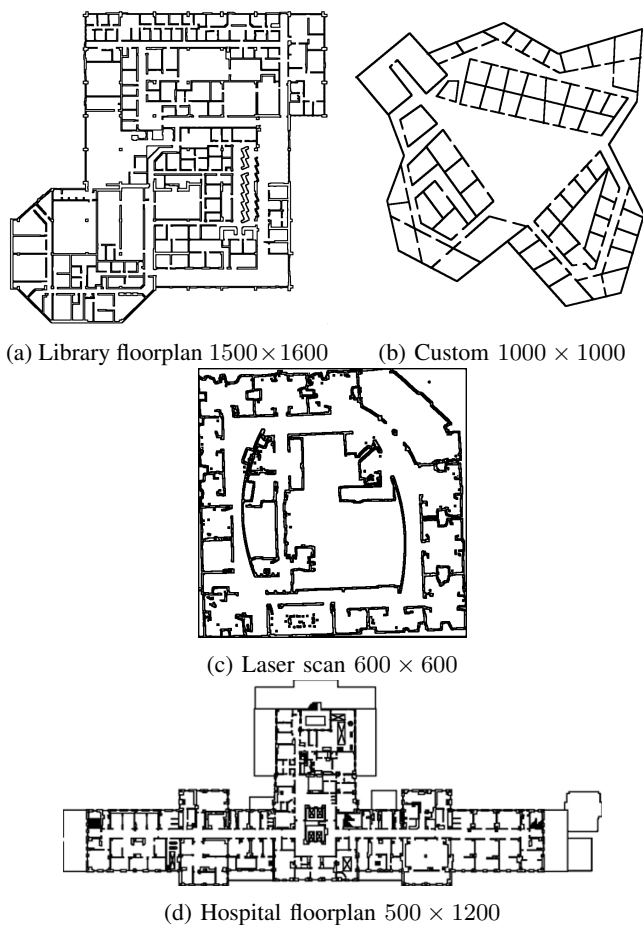 (a) Library floorplan 1500×1600
(b) Custom 1000 × 1000
(c) Laser scan 600 × 600
(d) Hospital floorplan 500 × 1200